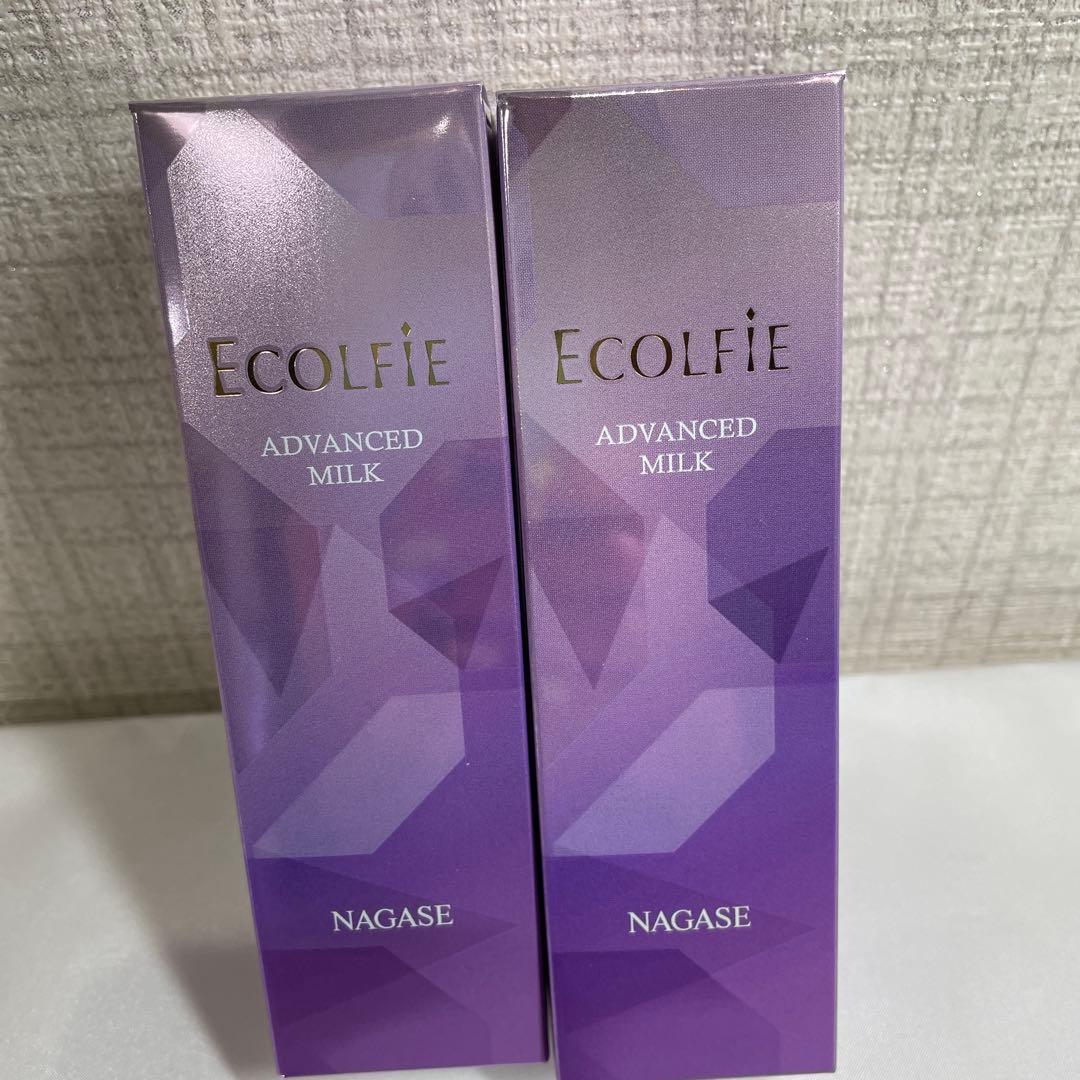 ECOLFIE
ADVANCED
MILK
NAGASE
ECOLFIE
ADVANCED
MILK
NAGASE